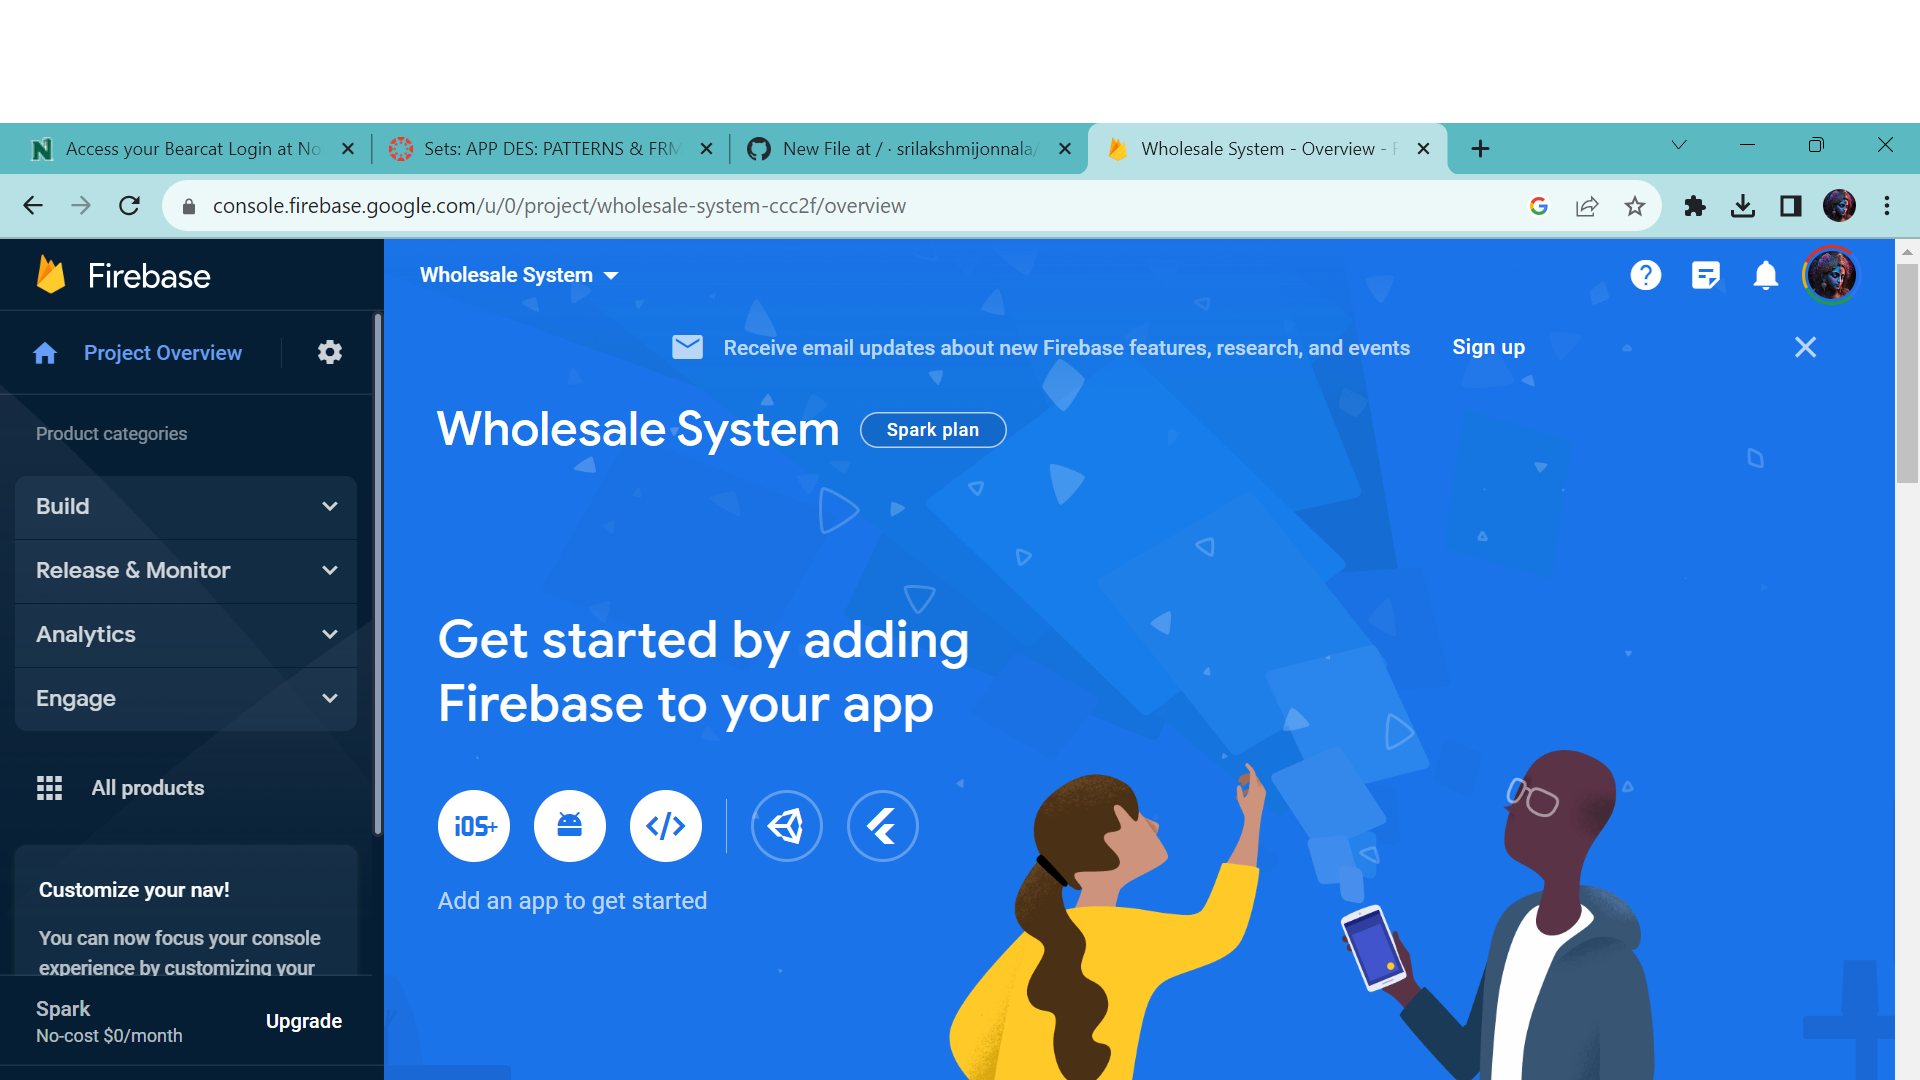 Access your Bearcat Login at No
Sets: APP DES: PATTERNS & FRM
New File at / · srilakshmijonnala/
Wholesale System - Overview - F
console.firebase.google.com/u/0/project/wholesale-system-ccc2f/overview
Firebase
Wholesale System
Project Overview
Receive email updates about new Firebase features, research, and events
Sign up
Product categories
Wholesale System
Spark plan
Build
Release & Monitor
Analytics
Engage
Get started by adding
Firebase to your app
All products
iOS+
Add an app to get started
Customize your nav!
You can now focus your console
experience by customizing your
Spark
No-cost $0/month
Upgrade